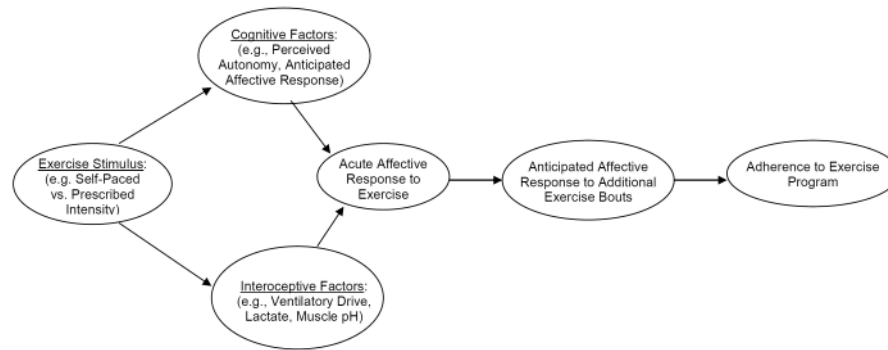 Cognitive Factors:
(e.g., Perceived
Autonomy, Anticipated
Affective Response)
Exercise Stimulus:
(e.g. Self-Paced
vs. Prescribed
Intensity)
Acute Affective
Response to
Exercise
Anticipated Affective
Response to Additional
Exercise Bouts
Adherence to Exercise
Program
Interoceptive Factors:
(e.g., Ventilatory Drive,
Lactate, Muscle pH)